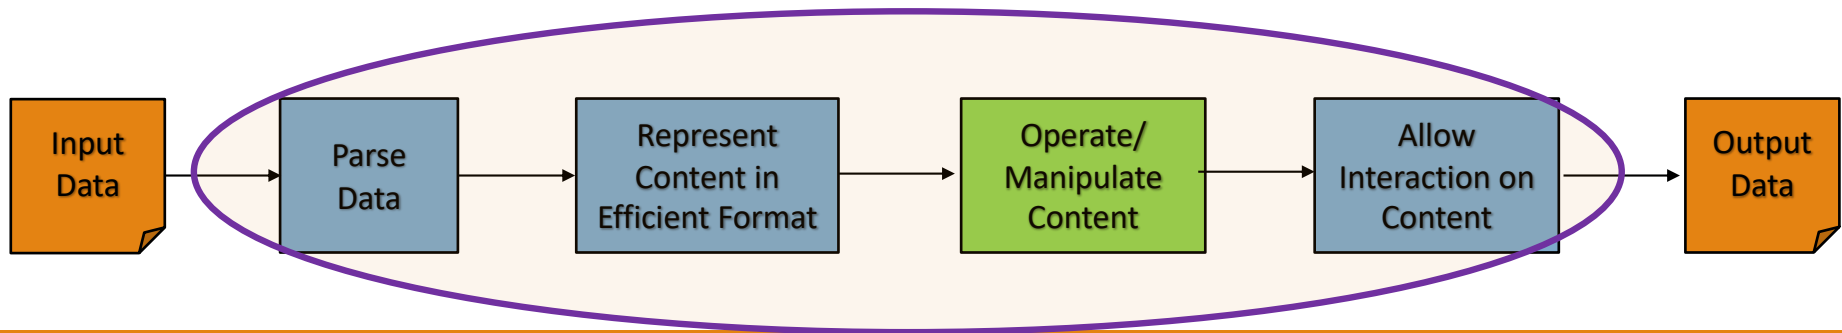 Input
Data
Parse
Data
Represent
Content in
Efficient Format
Operate/
Manipulate
Content
Allow
Interaction on
Content
Output
Data